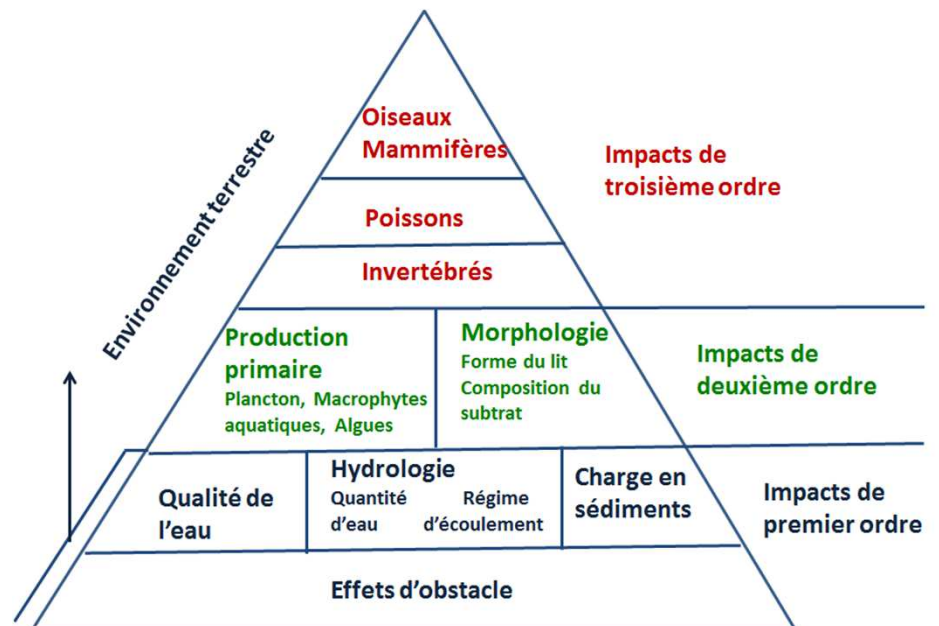 Oiseaux
Mammifères
Impacts de
troisième ordre
Environnement terrestre
Poissons
Invertébrés
Production
primaire
Plancton, Macrophytes
aquatiques, Algues
Morphologie
Forme du lit
Composition du
subtrat
Impacts de
deuxième ordre
Qualité de
l'eau
Hydrologie
Quantité Régime
d'eau d'écoulement
Charge en
sédiments
Impacts de
premier ordre
Effets d'obstacle